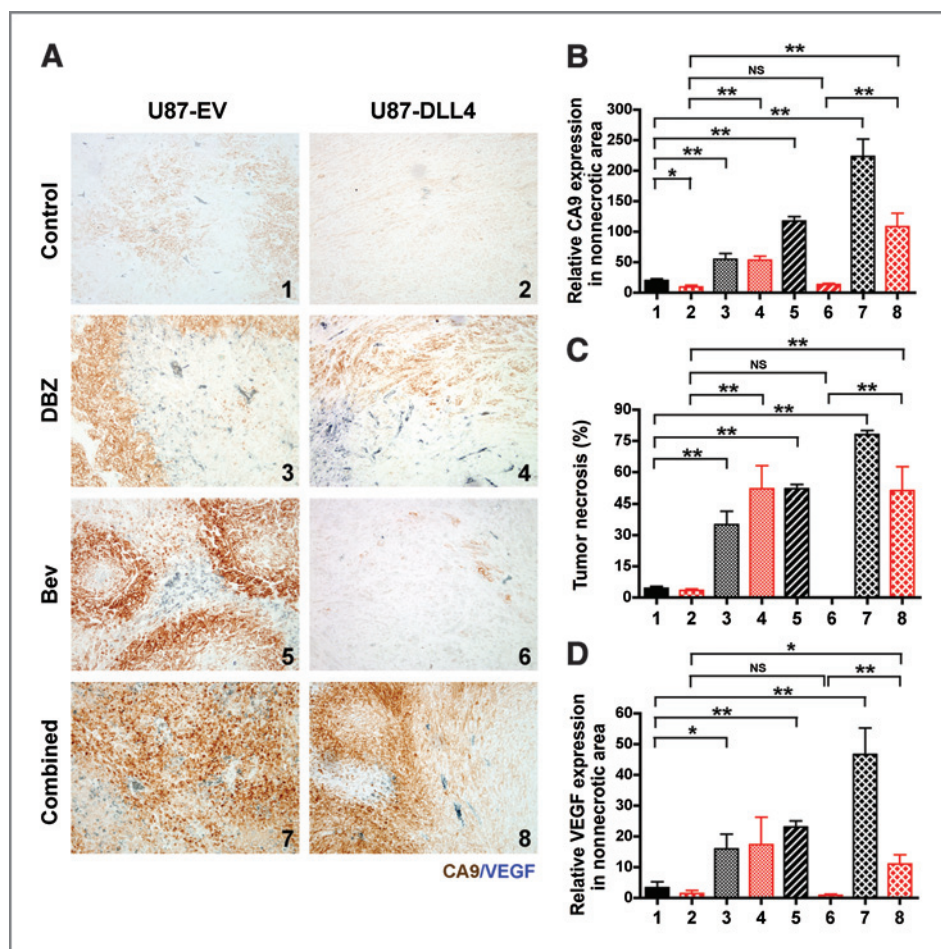 A
U87-EV U87-DLL4
Control
1
2
DBZ
3
4
Bev
5
6
Combined
7
8
CA9/VEGF
B
**
NS
**
**
**
**
**
*
Relative CA9 expression
in nonnecrotic area
300
250
200
150
100
50
0
1 2 3 4 5 6 7 8
C
**
NS
**
**
**
**
**
Tumor necrosis (%)
90
75
60
45
30
15
0
1 2 3 4 5 6 7 8
D
*
NS
**
**
**
*
Relative VEGF expression
in nonnecrotic area
60
50
40
30
20
10
0
1 2 3 4 5 6 7 8